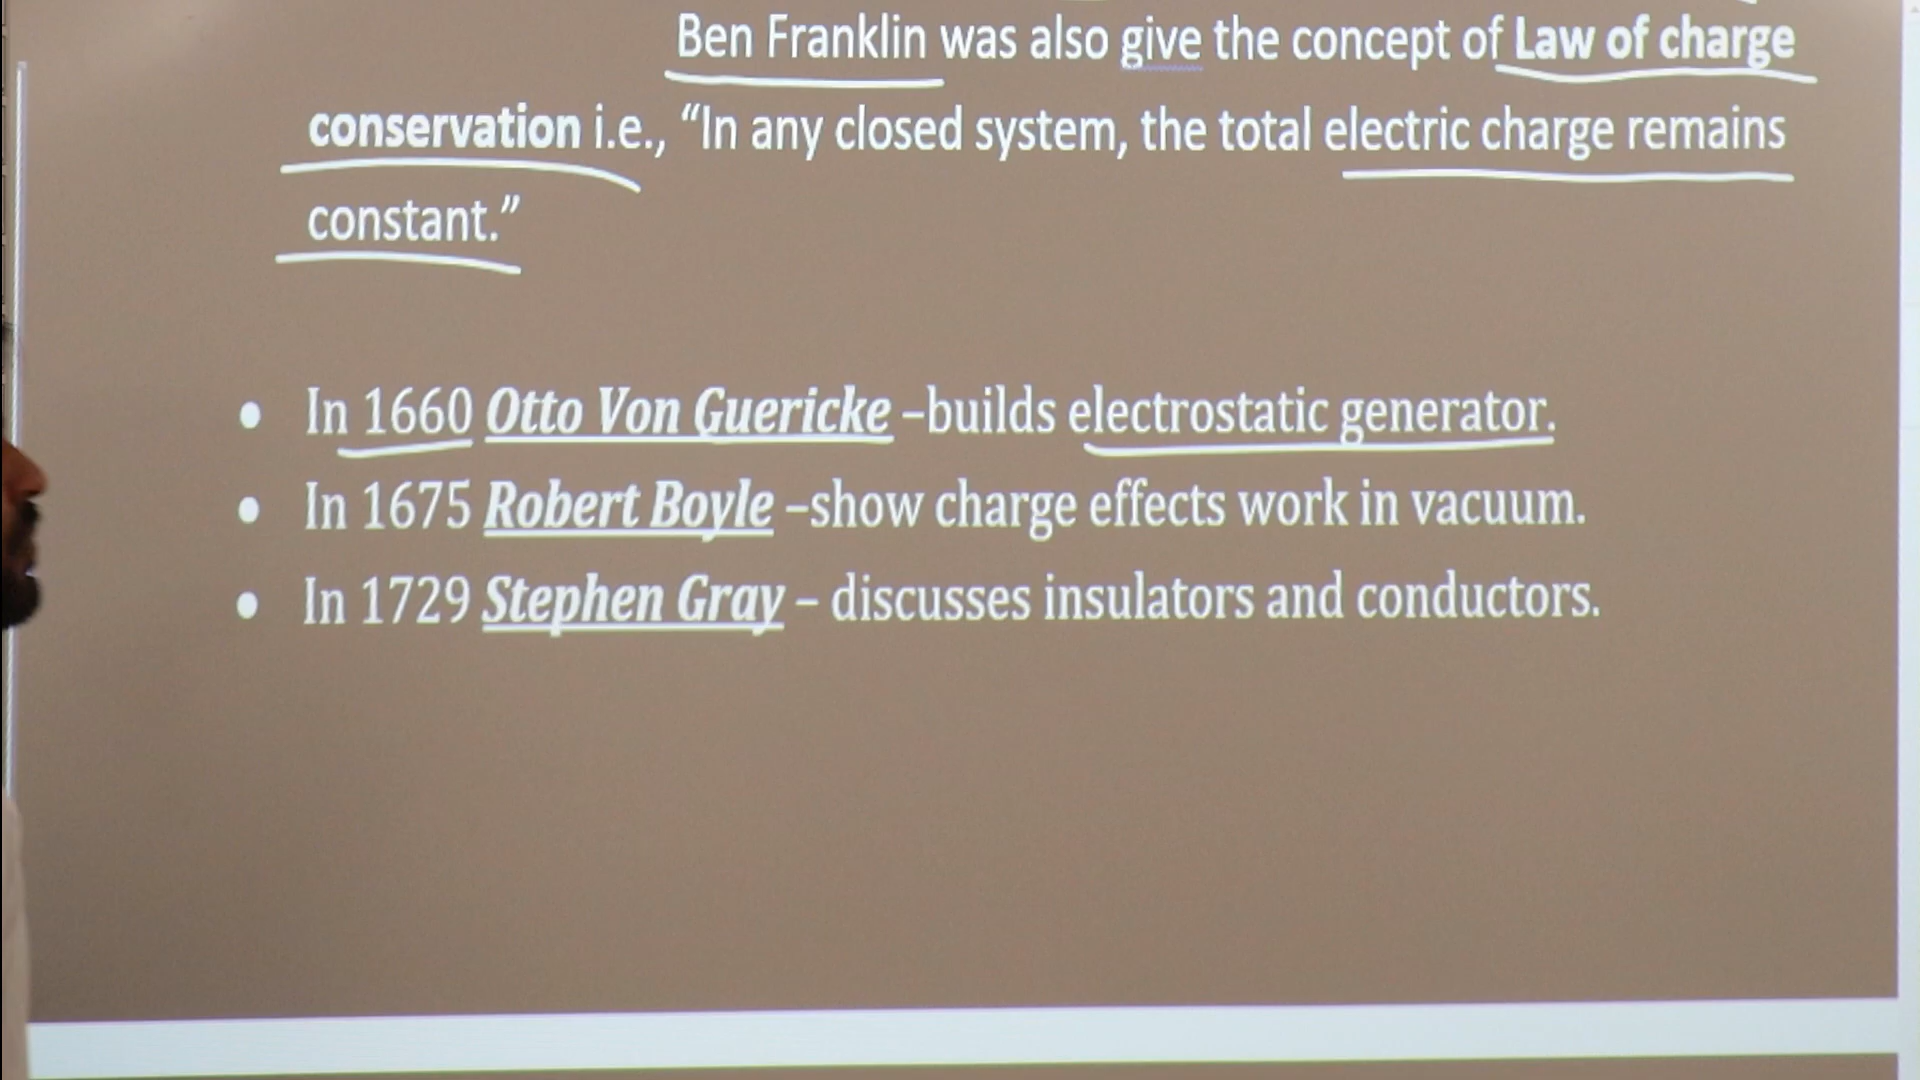 Ben Franklin was also give the concept of Law of charge
conservation i.e., “In any closed system, the total electric charge remains
constant.”
• In 1660 Otto Von Guericke –builds electrostatic generator.
• In 1675 Robert Boyle –show charge effects work in vacuum.
• In 1729 Stephen Gray – discusses insulators and conductors.